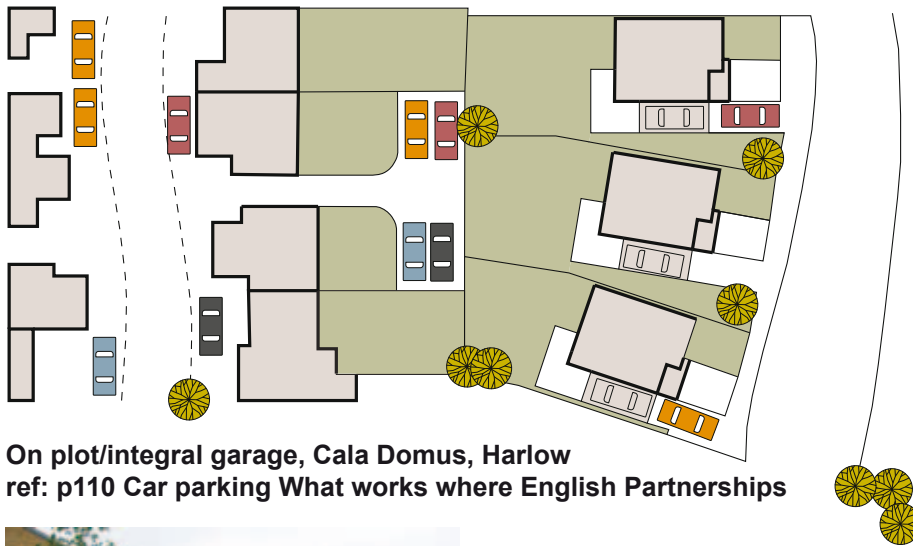 On plot/integral garage, Cala Domus, Harlow
ref: p110 Car parking What works where English Partnerships